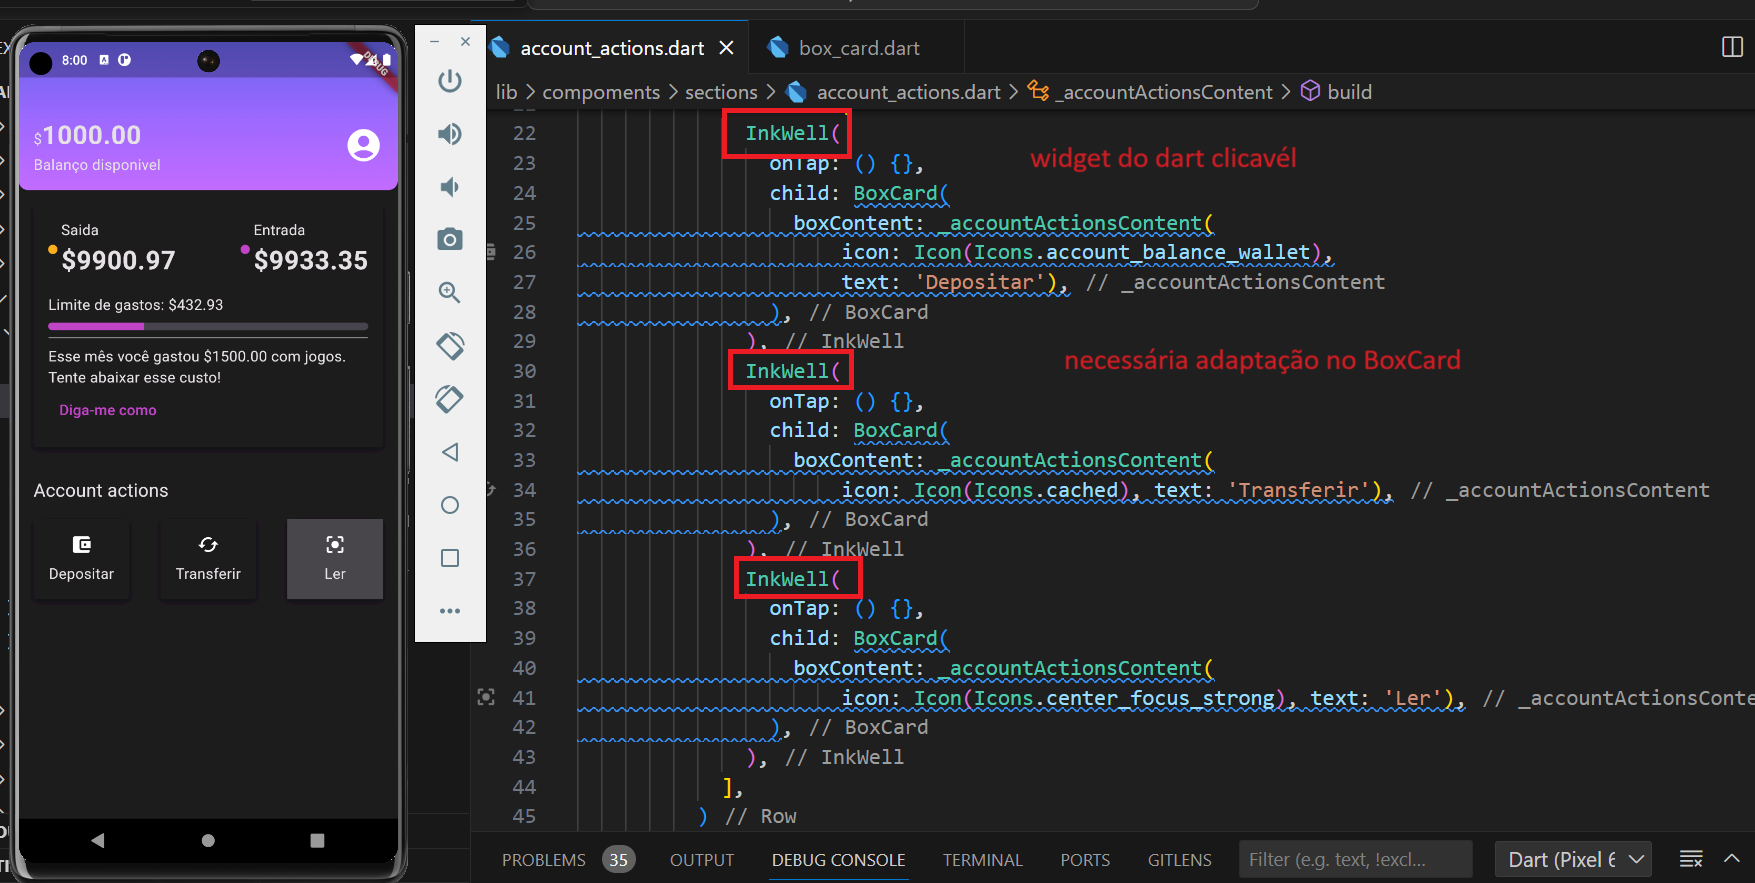 8:00
DEBUG
$1000.00
Balanço disponivel
Saida
$9900.97
Entrada
$9933.35
Limite de gastos: $432.93
Esse mês você gastou $1500.00 com jogos.
Tente abaixar esse custo!
Diga-me como
Account actions
Depositar
Transferir
Ler
account_actions.dart
box_card.dart
lib > compoments > sections > account_actions.dart > _accountActionsContent > build
22 InkWell(
widget do dart clicavél
23 onTap: () {},
24 child: BoxCard(
25 boxContent: _accountActionsContent(
26 icon: Icon(Icons.account_balance_wallet),
27 text: 'Depositar'), // _accountActionsContent
28 ), // BoxCard
29 ), // InkWell
30 InkWell(
necessária adaptação no BoxCard
31 onTap: () {},
32 child: BoxCard(
33 boxContent: _accountActionsContent(
34 icon: Icon(Icons.cached), text: 'Transferir'), // _accountActionsContent
35 ), // BoxCard
36 ), // InkWell
37 InkWell(
38 onTap: () {},
39 child: BoxCard(
40 boxContent: _accountActionsContent(
41 icon: Icon(Icons.center_focus_strong), text: 'Ler'), // _accountActionsConte
42 ), // BoxCard
43 ), // InkWell
44 ],
45 ) // Row
PROBLEMS 35 OUTPUT DEBUG CONSOLE TERMINAL PORTS GITLENS Filter (e.g. text, !excl... Dart (Pixel 6